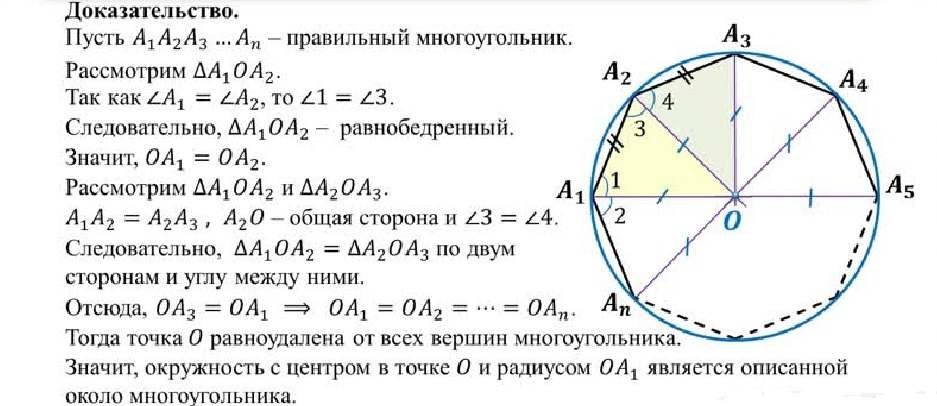 Доказательство.
Пусть A₁A₂A₃ ... Aₙ – правильный многоугольник.
Рассмотрим ΔA₁OA₂.
Так как ∠A₁ = ∠A₂, то ∠1 = ∠3.
Следовательно, ΔA₁OA₂ – равнобедренный.
Значит, OA₁ = OA₂.
Рассмотрим ΔA₁OA₂ и ΔA₂OA₃.
A₁A₂ = A₂A₃ , A₂O – общая сторона и ∠3 = ∠4.
Следовательно, ΔA₁OA₂ = ΔA₂OA₃ по двум
сторонам и углу между ними.
Отсюда, OA₃ = OA₁ ⟹ OA₁ = OA₂ = ⋯ = OAₙ.
Тогда точка O равноудалена от всех вершин многоугольника.
Значит, окружность с центром в точке O и радиусом OA₁ является описанной
около многоугольника.
A₃
A₂
A₄
4
3
A₁
1
A₅
2
O
Aₙ